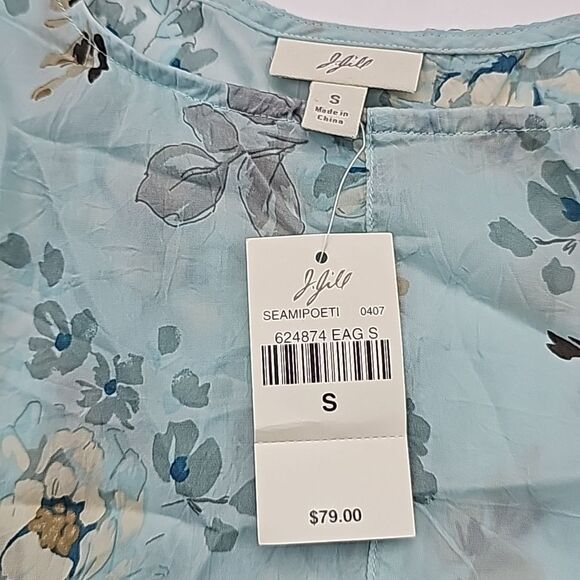 J.Jill
S
Made in
China
J.Jill
SEAMIPOETI 0407
624874 EAG S
S
$79.00